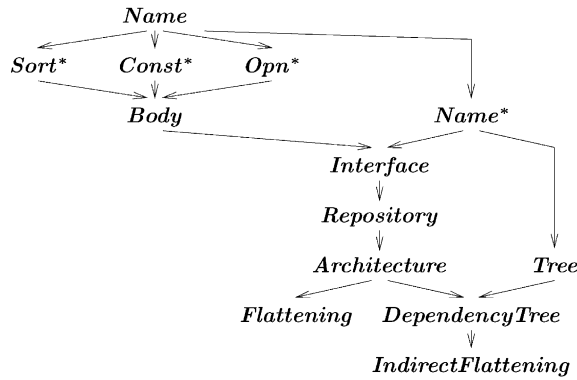 Name
Sort* Const* Opn*
Body Name*
Interface
Repository
Architecture Tree
Flattening DependencyTree
IndirectFlattening